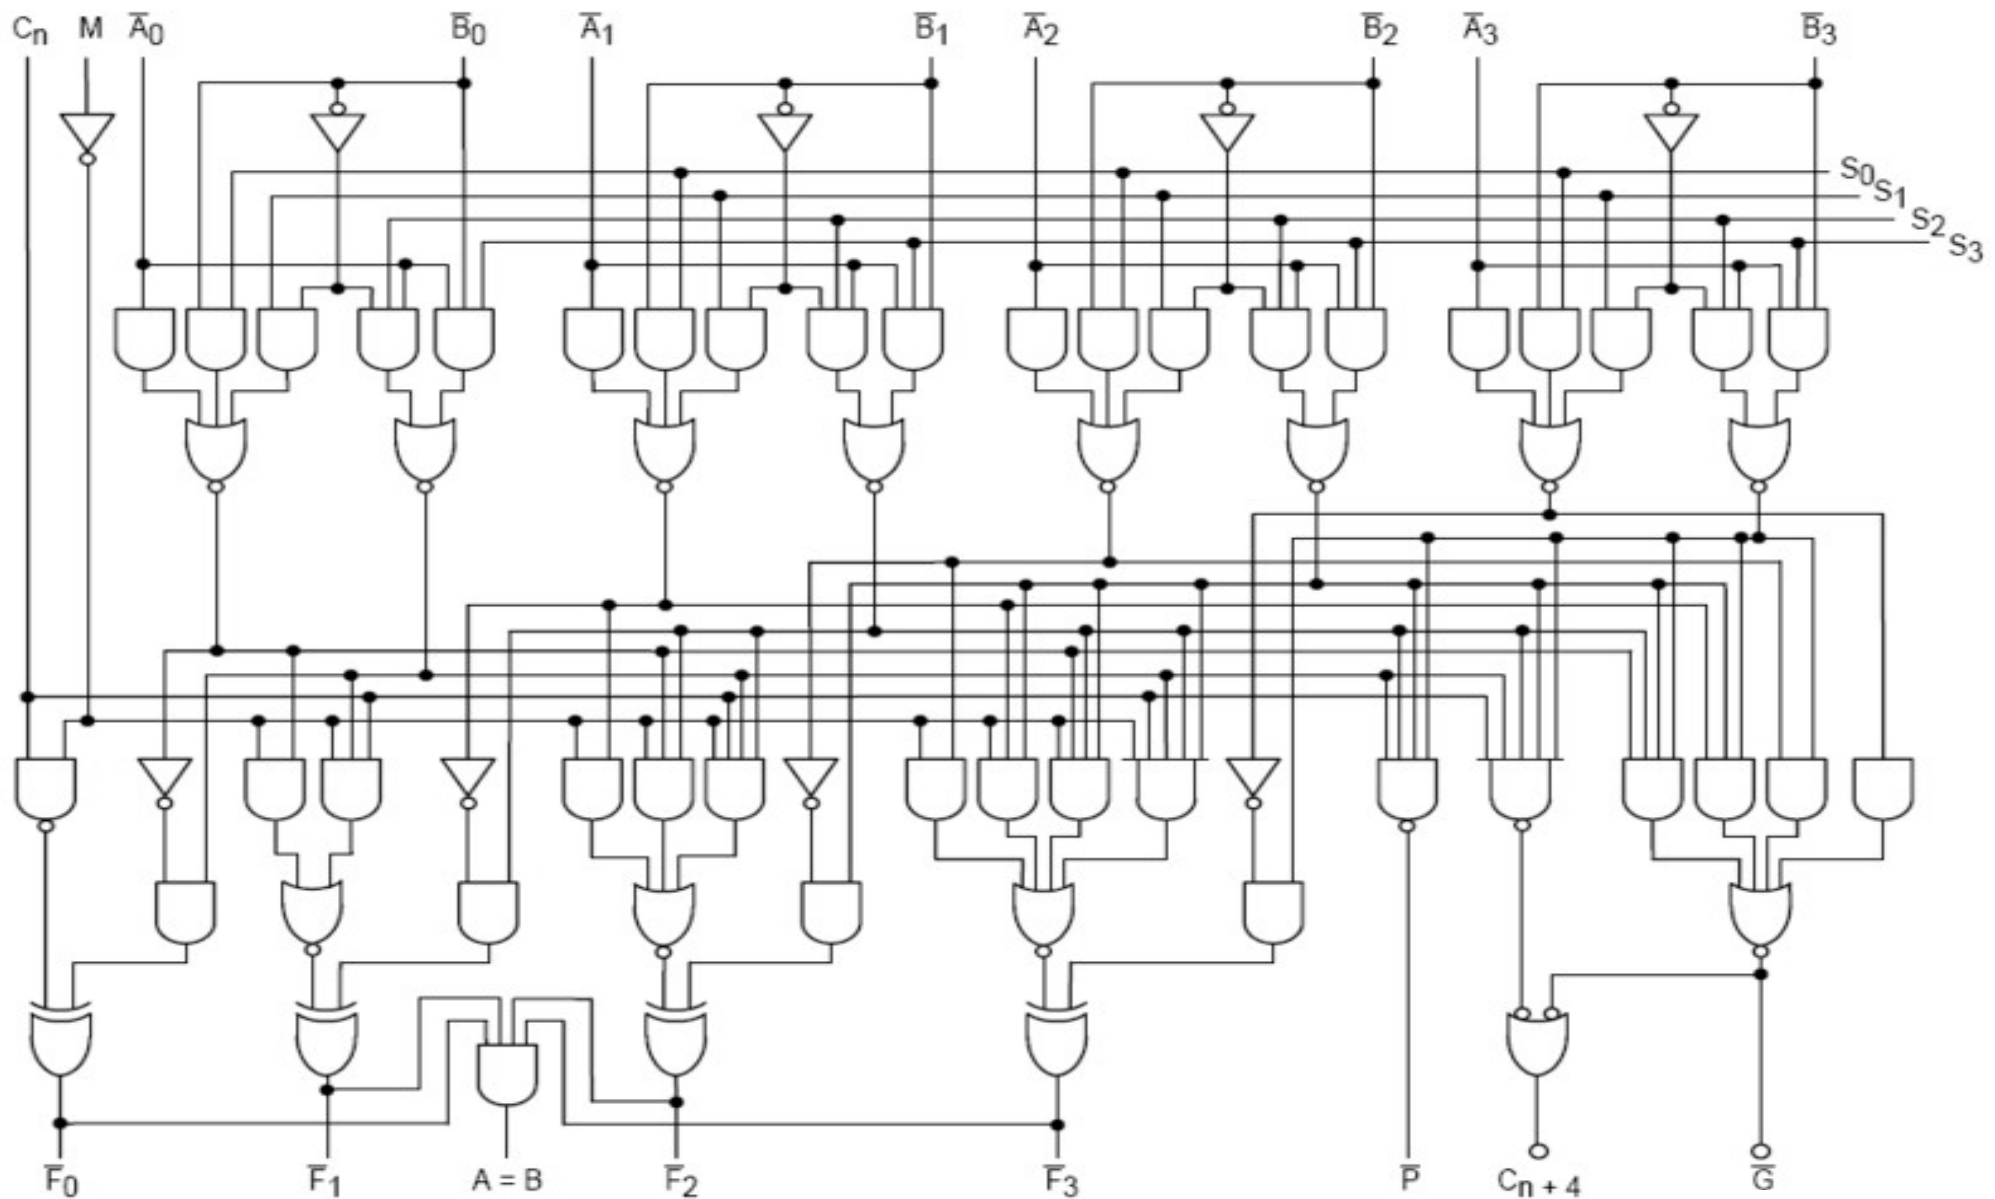 Cn M A̅0 B̅0 A̅1 B̅1 A̅2 B̅2 A̅3 B̅3
S0
S1
S2
S3
F̅0 F̅1 A = B F̅2 F̅3 P̅ Cn + 4 G̅